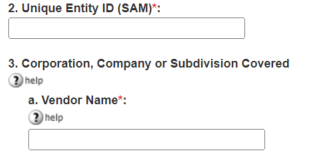 2. Unique Entity ID (SAM)*:
3. Corporation, Company or Subdivision Covered
? help
a. Vendor Name*:
? help